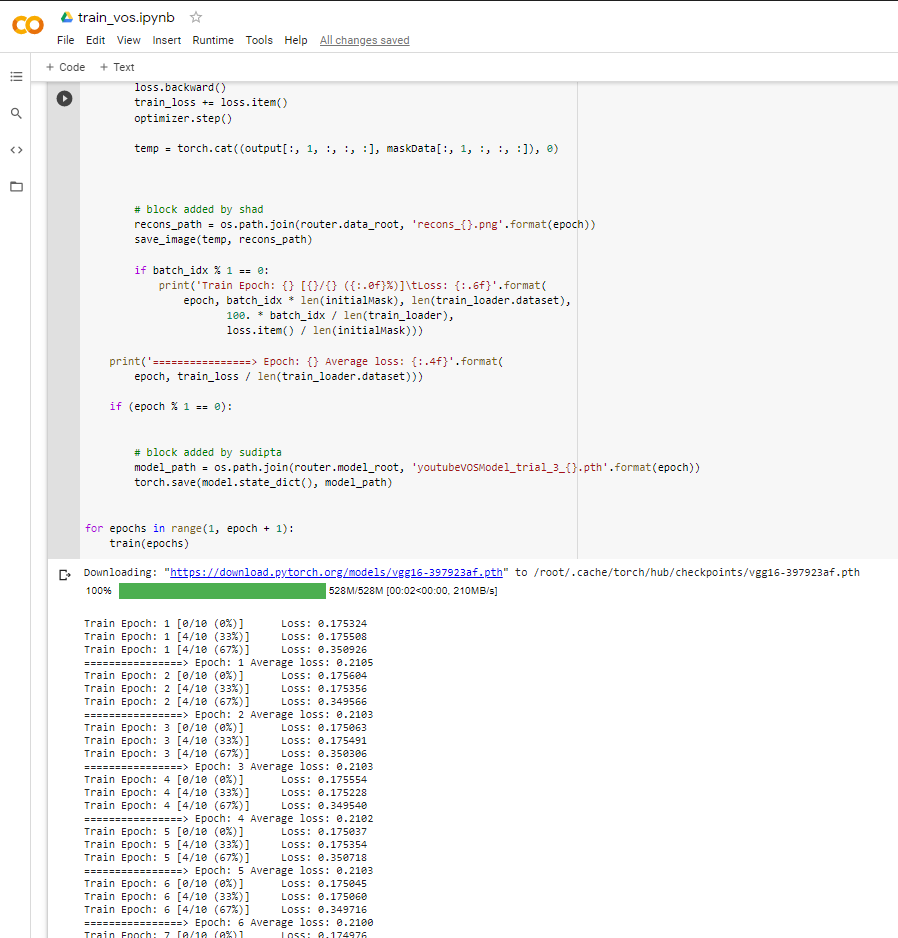 train_vos.ipynb
File Edit View Insert Runtime Tools Help All changes saved
+ Code + Text
loss.backward()
train_loss += loss.item()
optimizer.step()
temp = torch.cat((output[:, 1, :, :, :], maskData[:, 1, :, :, :]), 0)
# block added by shad
recons_path = os.path.join(router.data_root, 'recons_{}.png'.format(epoch))
save_image(temp, recons_path)
if batch_idx % 1 == 0:
print('Train Epoch: {} [{}/{} ({:.0f}%)]\tLoss: {:.6f}'.format(
epoch, batch_idx * len(initialMask), len(train_loader.dataset),
100. * batch_idx / len(train_loader),
loss.item() / len(initialMask)))
print('================> Epoch: {} Average loss: {:.4f}'.format(
epoch, train_loss / len(train_loader.dataset)))
if (epoch % 1 == 0):
# block added by sudipta
model_path = os.path.join(router.model_root, 'youtubeVOSModel_trial_3_{}.pth'.format(epoch))
torch.save(model.state_dict(), model_path)
for epochs in range(1, epoch + 1):
train(epochs)
Downloading: "https://download.pytorch.org/models/vgg16-397923af.pth" to /root/.cache/torch/hub/checkpoints/vgg16-397923af.pth
100% 528M/528M [00:02<00:00, 210MB/s]
Train Epoch: 1 [0/10 (0%)] Loss: 0.175324
Train Epoch: 1 [4/10 (33%)] Loss: 0.175508
Train Epoch: 1 [4/10 (67%)] Loss: 0.350926
================> Epoch: 1 Average loss: 0.2105
Train Epoch: 2 [0/10 (0%)] Loss: 0.175604
Train Epoch: 2 [4/10 (33%)] Loss: 0.175356
Train Epoch: 2 [4/10 (67%)] Loss: 0.349566
================> Epoch: 2 Average loss: 0.2103
Train Epoch: 3 [0/10 (0%)] Loss: 0.175063
Train Epoch: 3 [4/10 (33%)] Loss: 0.175491
Train Epoch: 3 [4/10 (67%)] Loss: 0.350306
================> Epoch: 3 Average loss: 0.2103
Train Epoch: 4 [0/10 (0%)] Loss: 0.175554
Train Epoch: 4 [4/10 (33%)] Loss: 0.175228
Train Epoch: 4 [4/10 (67%)] Loss: 0.349540
================> Epoch: 4 Average loss: 0.2102
Train Epoch: 5 [0/10 (0%)] Loss: 0.175037
Train Epoch: 5 [4/10 (33%)] Loss: 0.175354
Train Epoch: 5 [4/10 (67%)] Loss: 0.350718
================> Epoch: 5 Average loss: 0.2103
Train Epoch: 6 [0/10 (0%)] Loss: 0.175045
Train Epoch: 6 [4/10 (33%)] Loss: 0.175060
Train Epoch: 6 [4/10 (67%)] Loss: 0.349716
================> Epoch: 6 Average loss: 0.2100
Train Epoch: 7 [0/10 (0%)] Loss: 0.174976